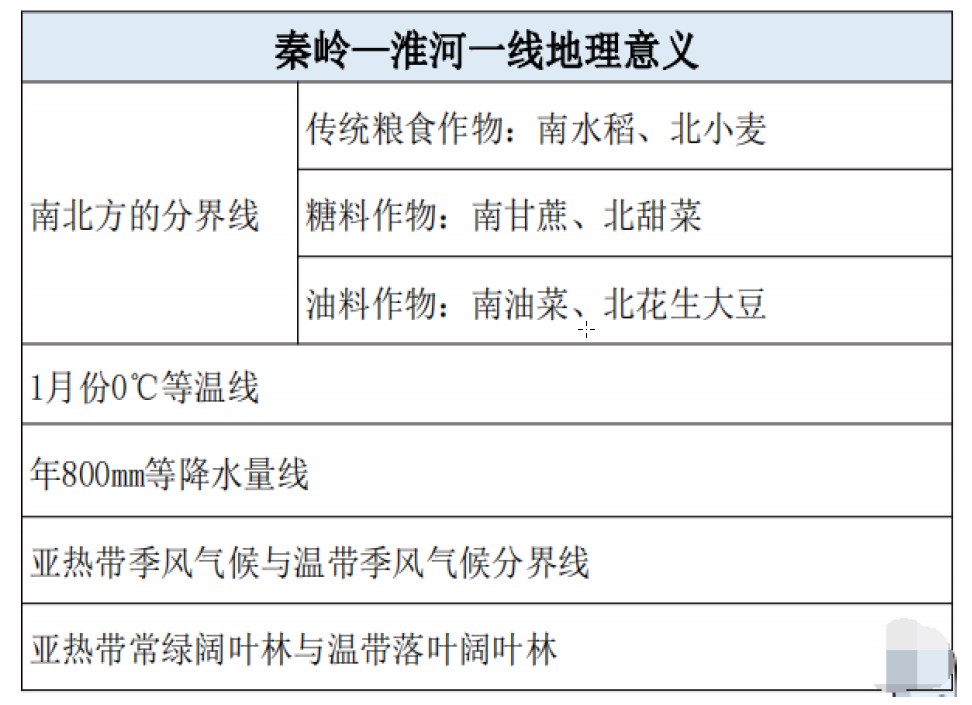 秦岭—淮河一线地理意义
南北方的分界线
传统粮食作物：南水稻、北小麦
糖料作物：南甘蔗、北甜菜
油料作物：南油菜、北花生大豆
1月份0℃等温线
年800mm等降水量线
亚热带季风气候与温带季风气候分界线
亚热带常绿阔叶林与温带落叶阔叶林